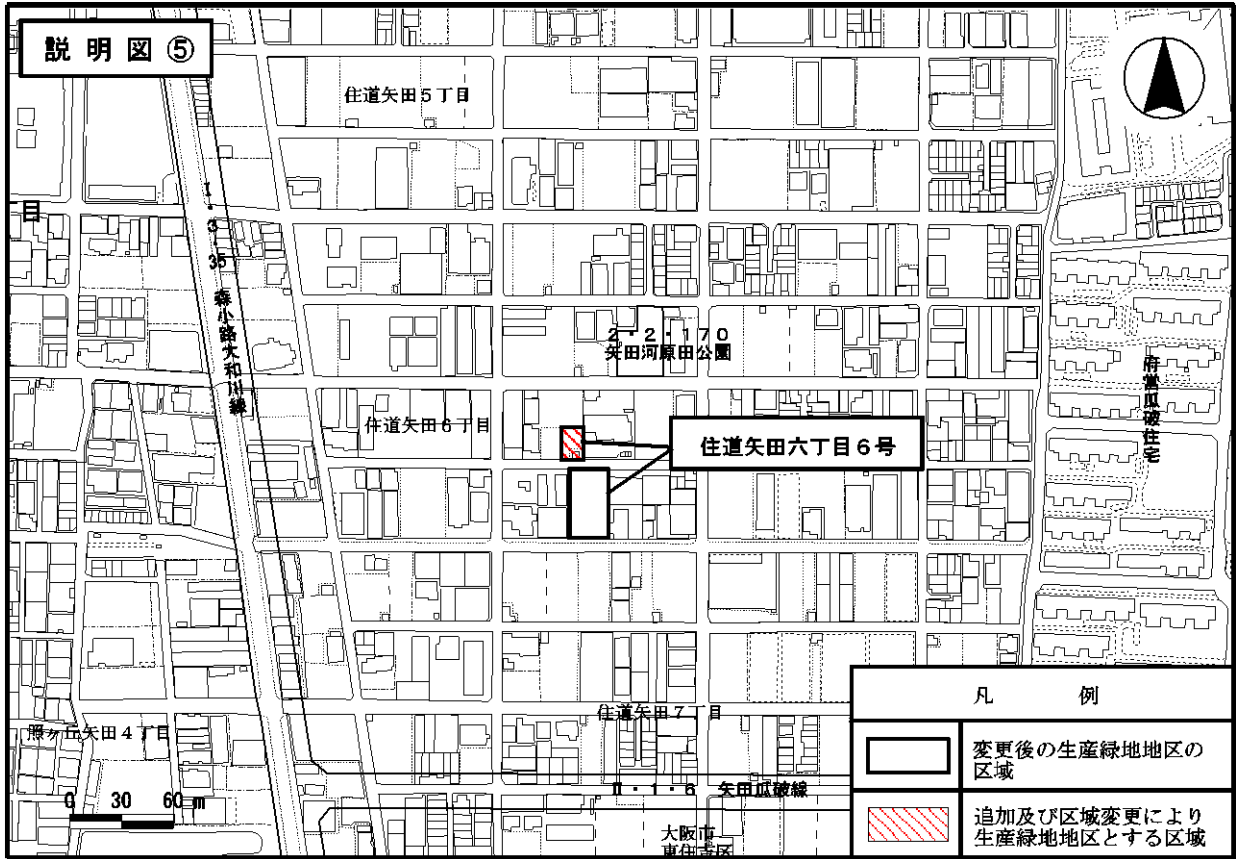 説明図⑤
住道矢田5丁目
目
Ⅰ・3・35 森小路大和川線
2・2・170
矢田河原田公園
府営瓜破住宅
住道矢田6丁目
住道矢田六丁目6号
住道矢田7丁目
照ヶ丘矢田4丁目
Ⅱ・1・6 矢田瓜破線
0 30 60m
大阪市
東住吉区
凡例
変更後の生産緑地地区の
区域
追加及び区域変更により
生産緑地地区とする区域